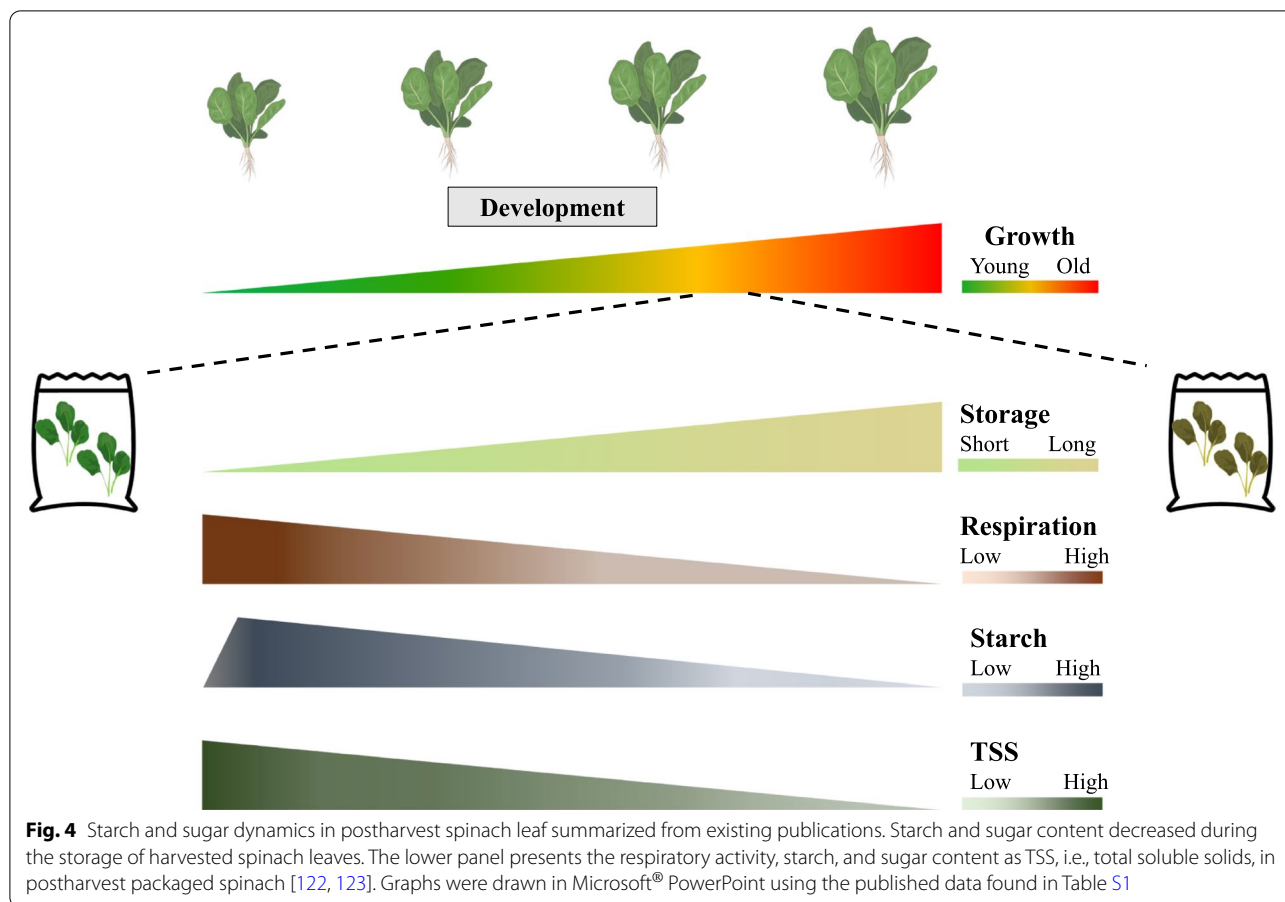 Development
Growth
Young Old
Storage
Short Long
Respiration
Low High
Starch
Low High
TSS
Low High
Fig. 4 Starch and sugar dynamics in postharvest spinach leaf summarized from existing publications. Starch and sugar content decreased during
the storage of harvested spinach leaves. The lower panel presents the respiratory activity, starch, and sugar content as TSS, i.e., total soluble solids, in
postharvest packaged spinach [122, 123]. Graphs were drawn in Microsoft® PowerPoint using the published data found in Table S1